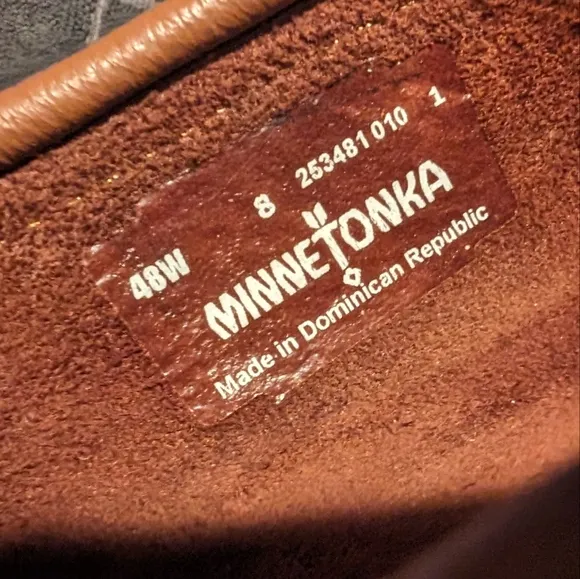 48W 8 253481 010 1
MINNETONKA
Made in Dominican Republic